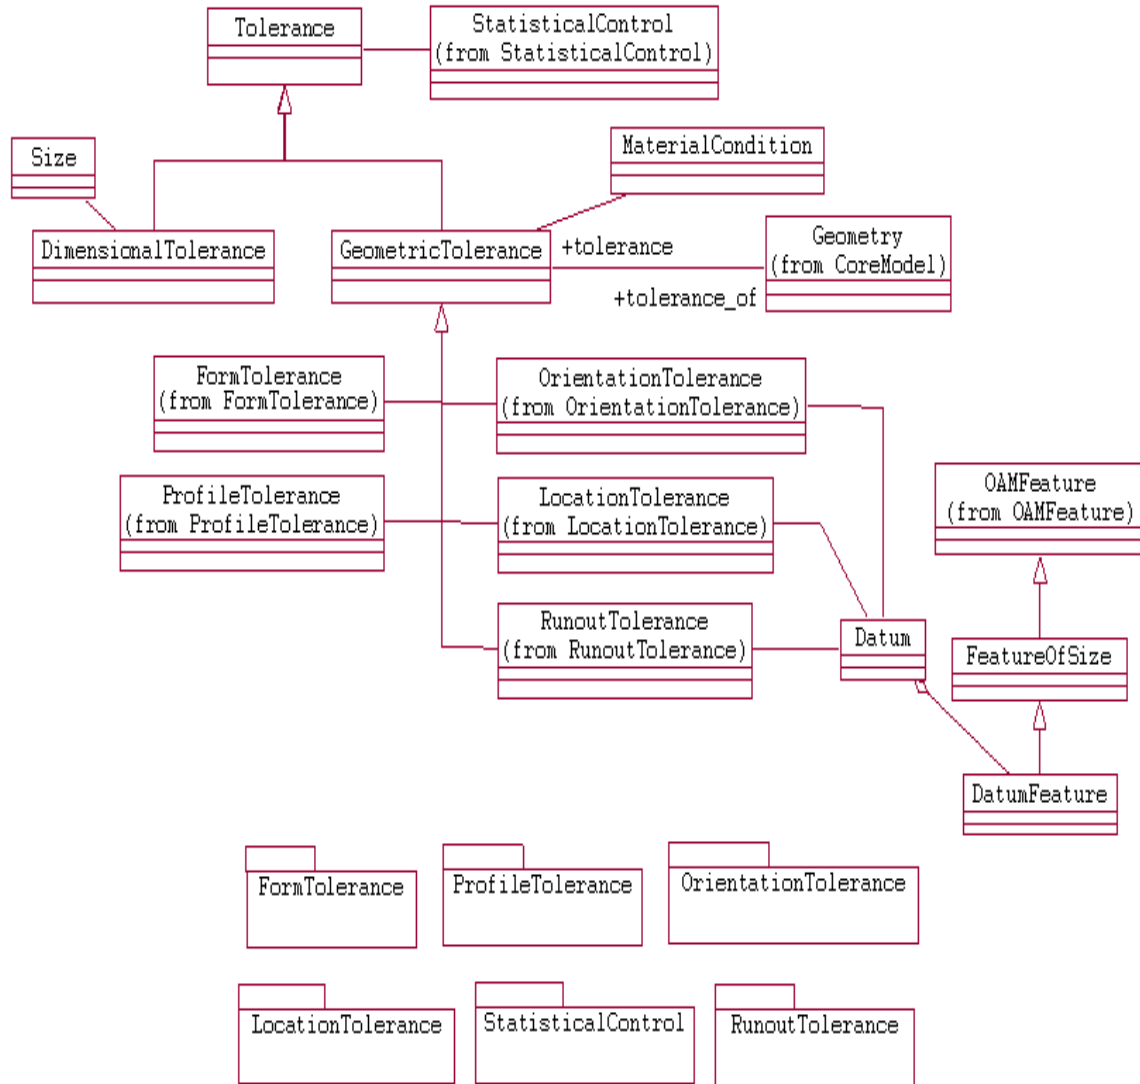 Tolerance
StatisticalControl
(from StatisticalControl)
Size
MaterialCondition
DimensionalTolerance
GeometricTolerance
+tolerance
Geometry
(from CoreModel)
+tolerance_of
FormTolerance
(from FormTolerance)
OrientationTolerance
(from OrientationTolerance)
ProfileTolerance
(from ProfileTolerance)
LocationTolerance
(from LocationTolerance)
OAMFeature
(from OAMFeature)
RunoutTolerance
(from RunoutTolerance)
Datum
FeatureOfSize
DatumFeature
FormTolerance
ProfileTolerance
OrientationTolerance
LocationTolerance
StatisticalControl
RunoutTolerance